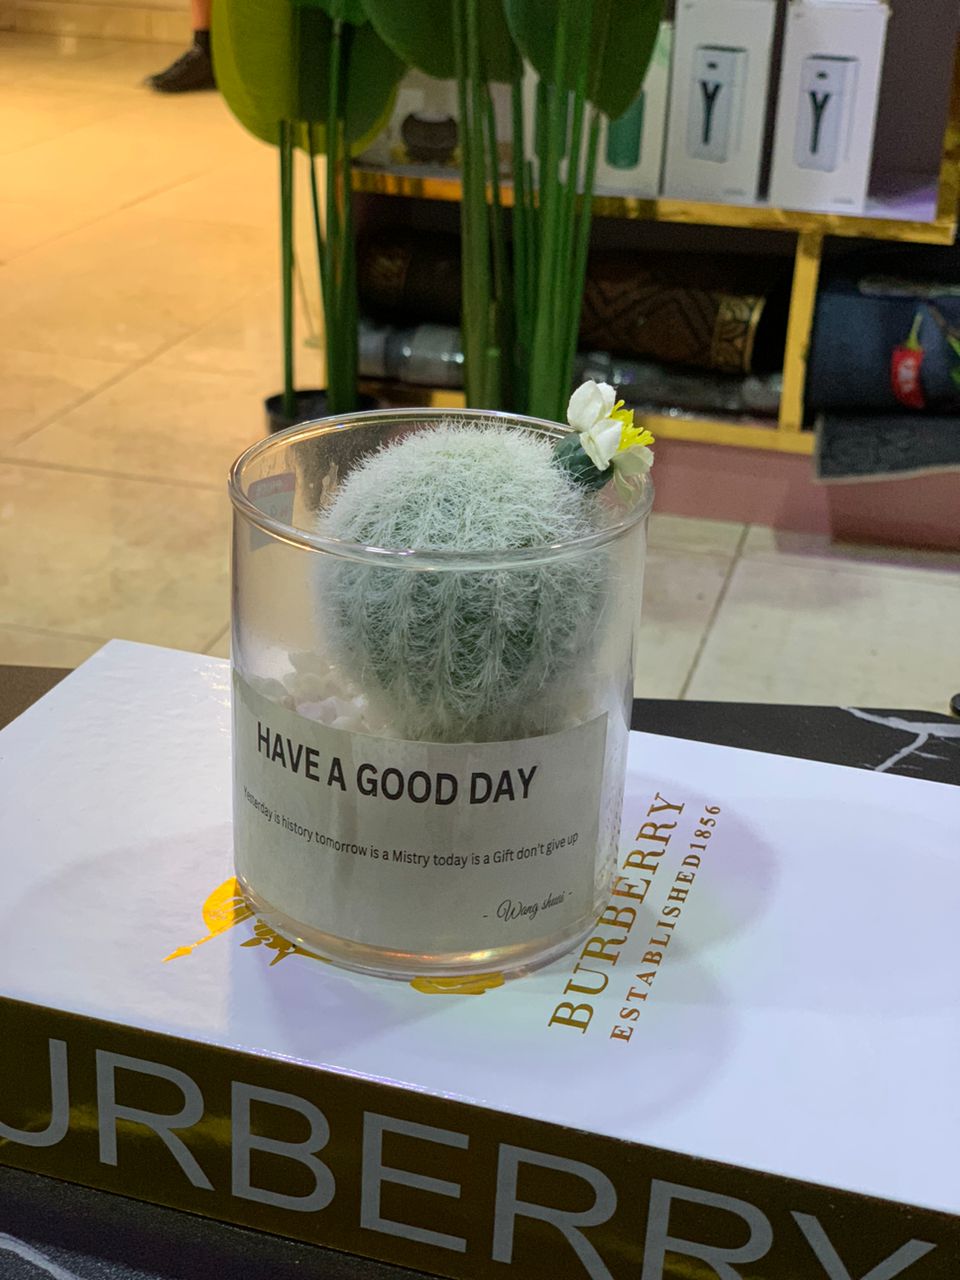 HAVE A GOOD DAY
Yesterday is history tomorrow is a Mistry today is a Gift don't give up
- Wang shuai -
BURBERRY
ESTABLISHED1856
URBERRY